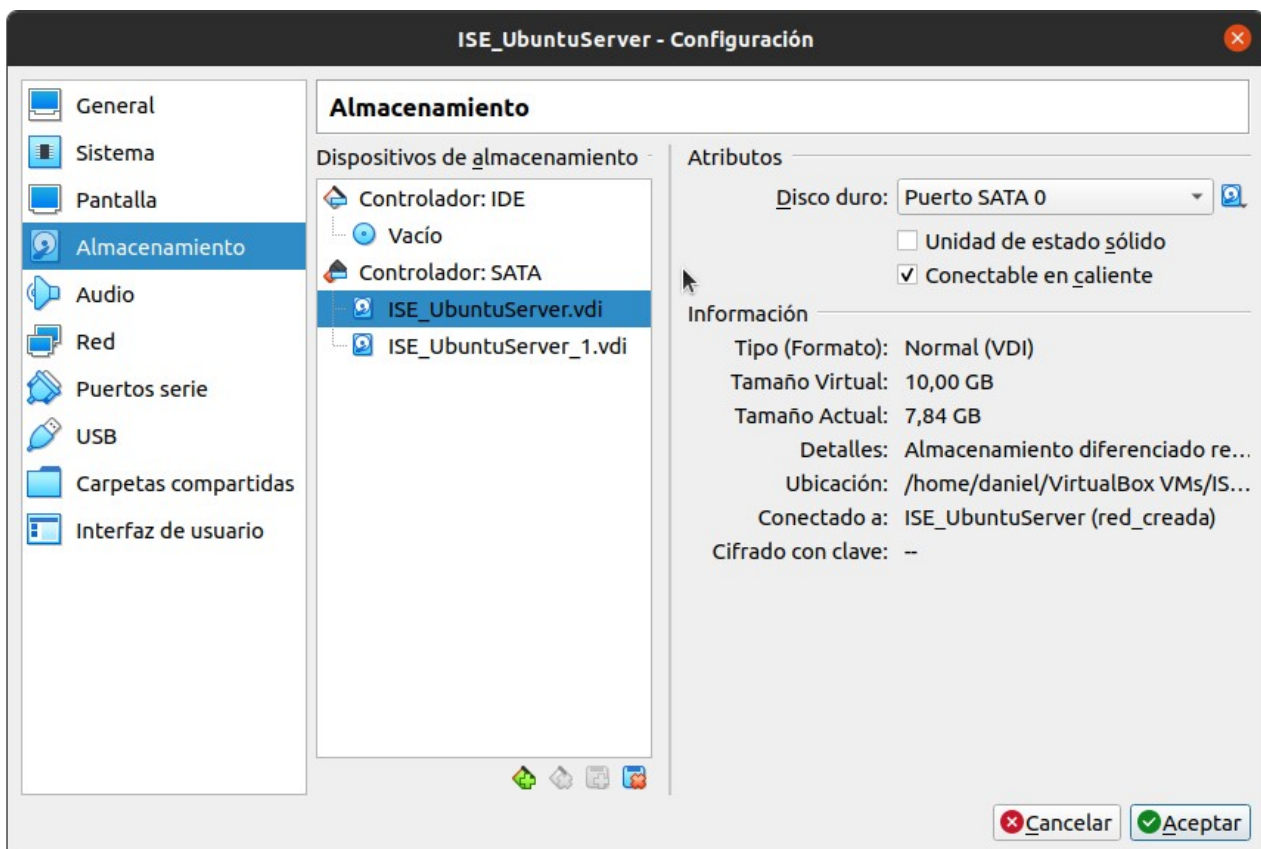 ISE_UbuntuServer - Configuración
General
Sistema
Pantalla
Almacenamiento
Audio
Red
Puertos serie
USB
Carpetas compartidas
Interfaz de usuario
Almacenamiento
Dispositivos de almacenamiento
Controlador: IDE
Vacío
Controlador: SATA
ISE_UbuntuServer.vdi
ISE_UbuntuServer_1.vdi
Atributos
Disco duro: Puerto SATA 0
Unidad de estado sólido
Conectable en caliente
Información
Tipo (Formato): Normal (VDI)
Tamaño Virtual: 10,00 GB
Tamaño Actual: 7,84 GB
Detalles: Almacenamiento diferenciado re...
Ubicación: /home/daniel/VirtualBox VMs/IS...
Conectado a: ISE_UbuntuServer (red_creada)
Cifrado con clave: --
Cancelar
Aceptar